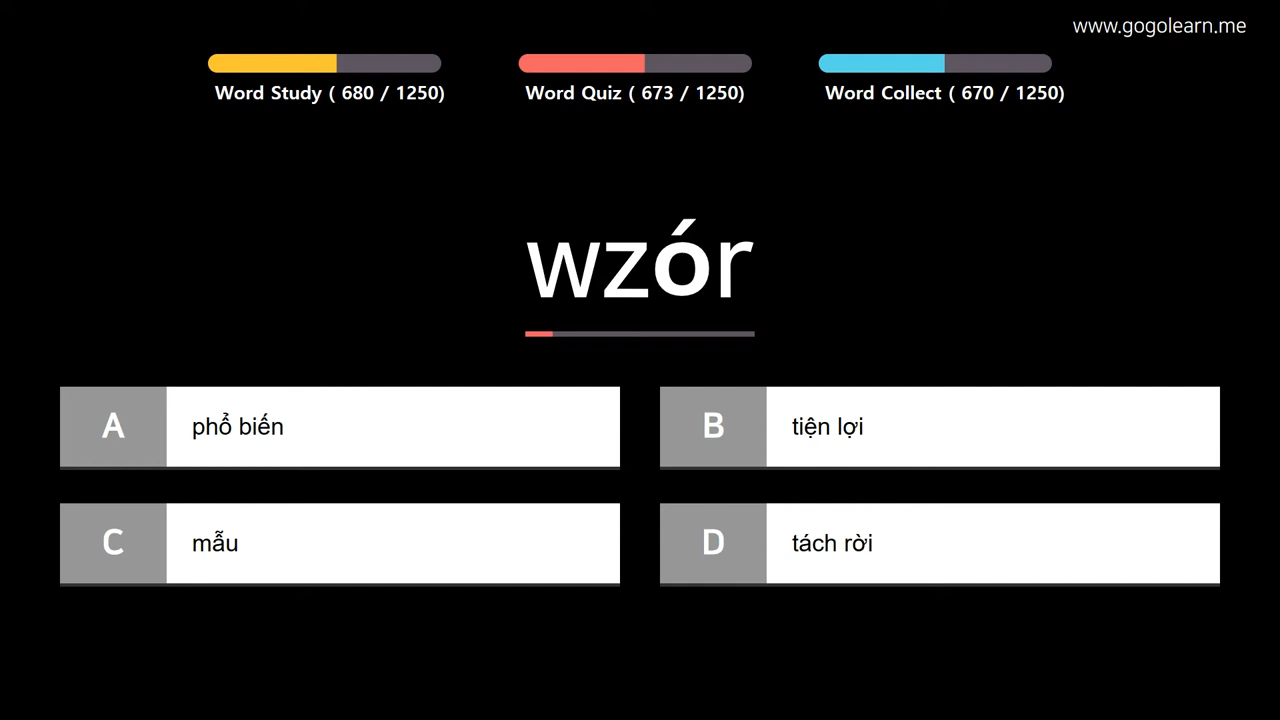 www.gogolearn.me
Word Study ( 680 / 1250)
Word Quiz ( 673 / 1250)
Word Collect ( 670 / 1250)
wzór
A phổ biến
B tiện lợi
C mẫu
D tách rời